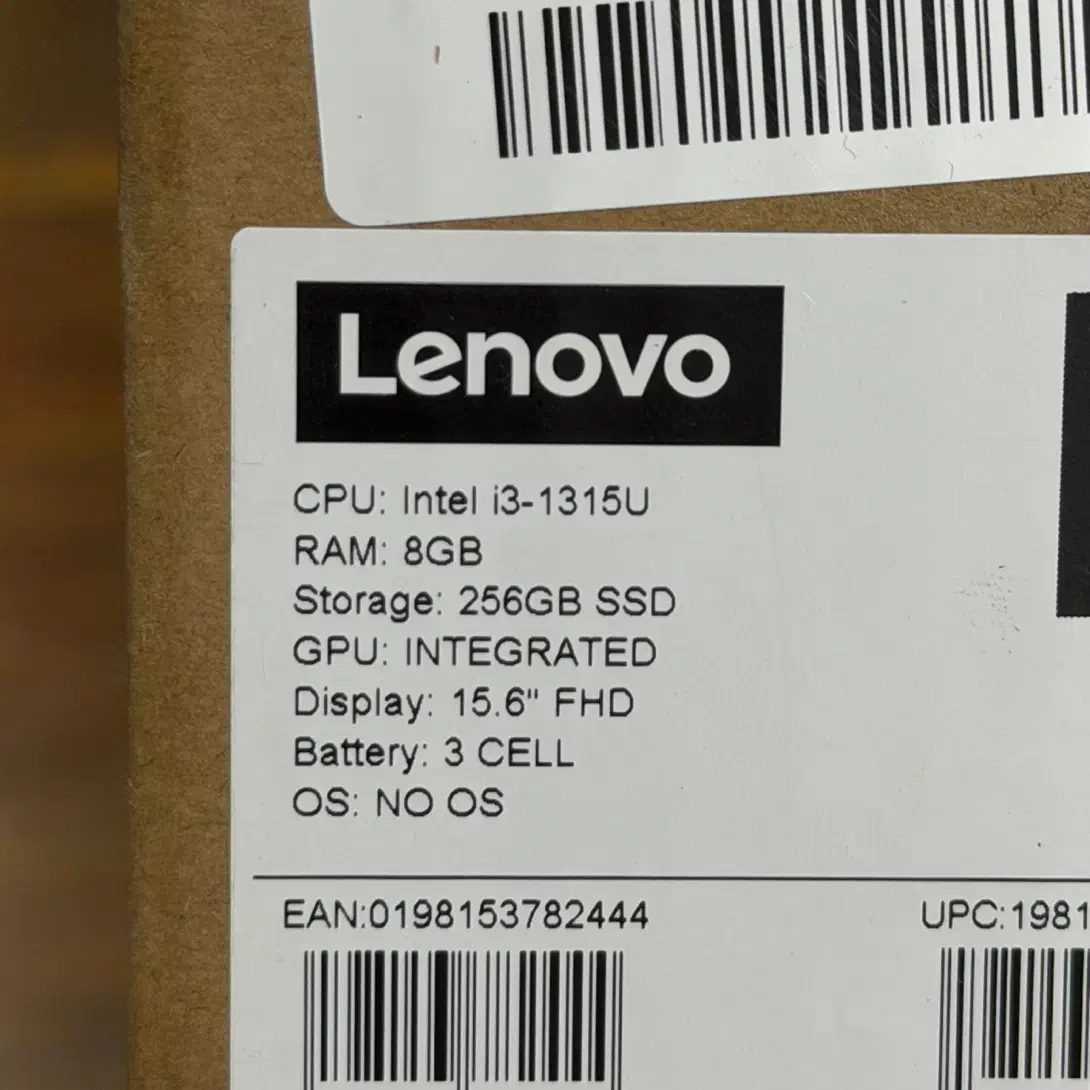 Lenovo
CPU: Intel i3-1315U
RAM: 8GB
Storage: 256GB SSD
GPU: INTEGRATED
Display: 15.6" FHD
Battery: 3 CELL
OS: NO OS
EAN:0198153782444
UPC:1981